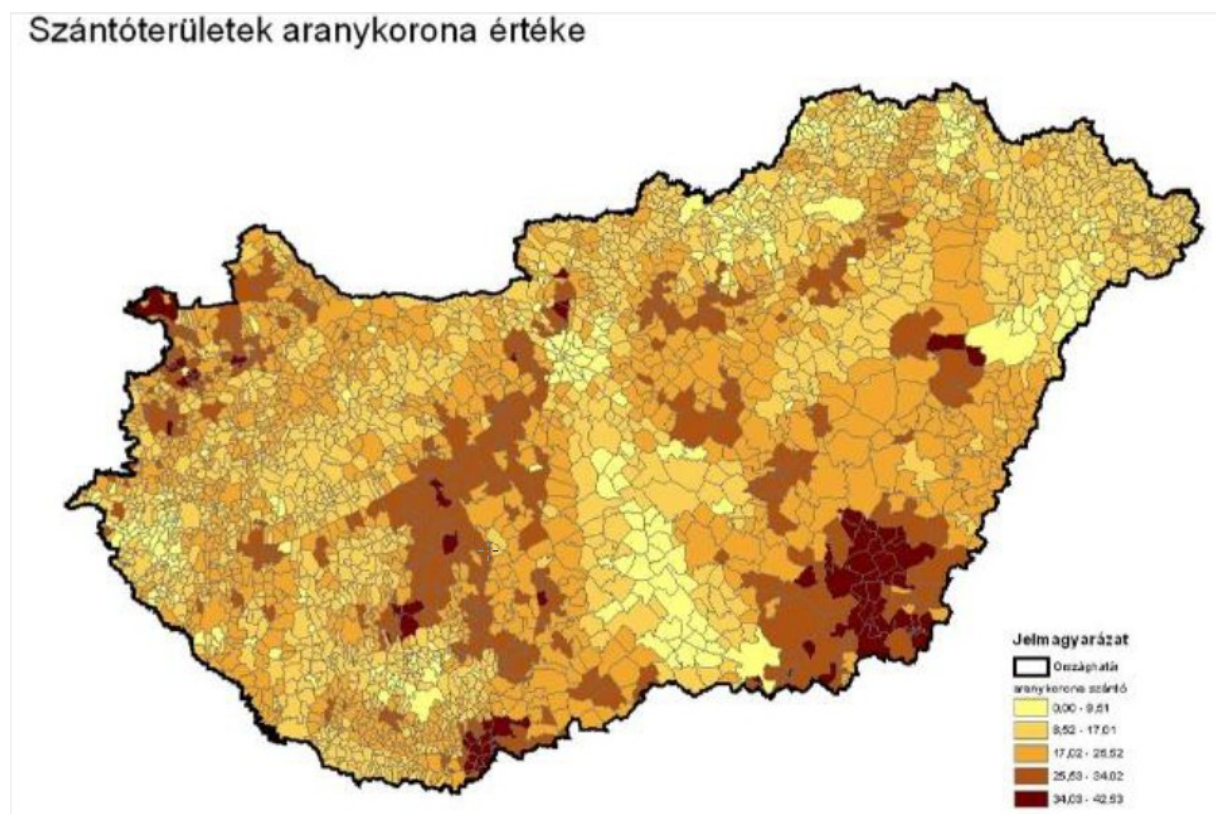 Szántóterületek aranykorona értéke
Jelmagyarázat
Országhatár
aranykorona szántó
0,00 - 8,51
8,52 - 17,01
17,02 - 25,52
25,53 - 34,02
34,03 - 42,53